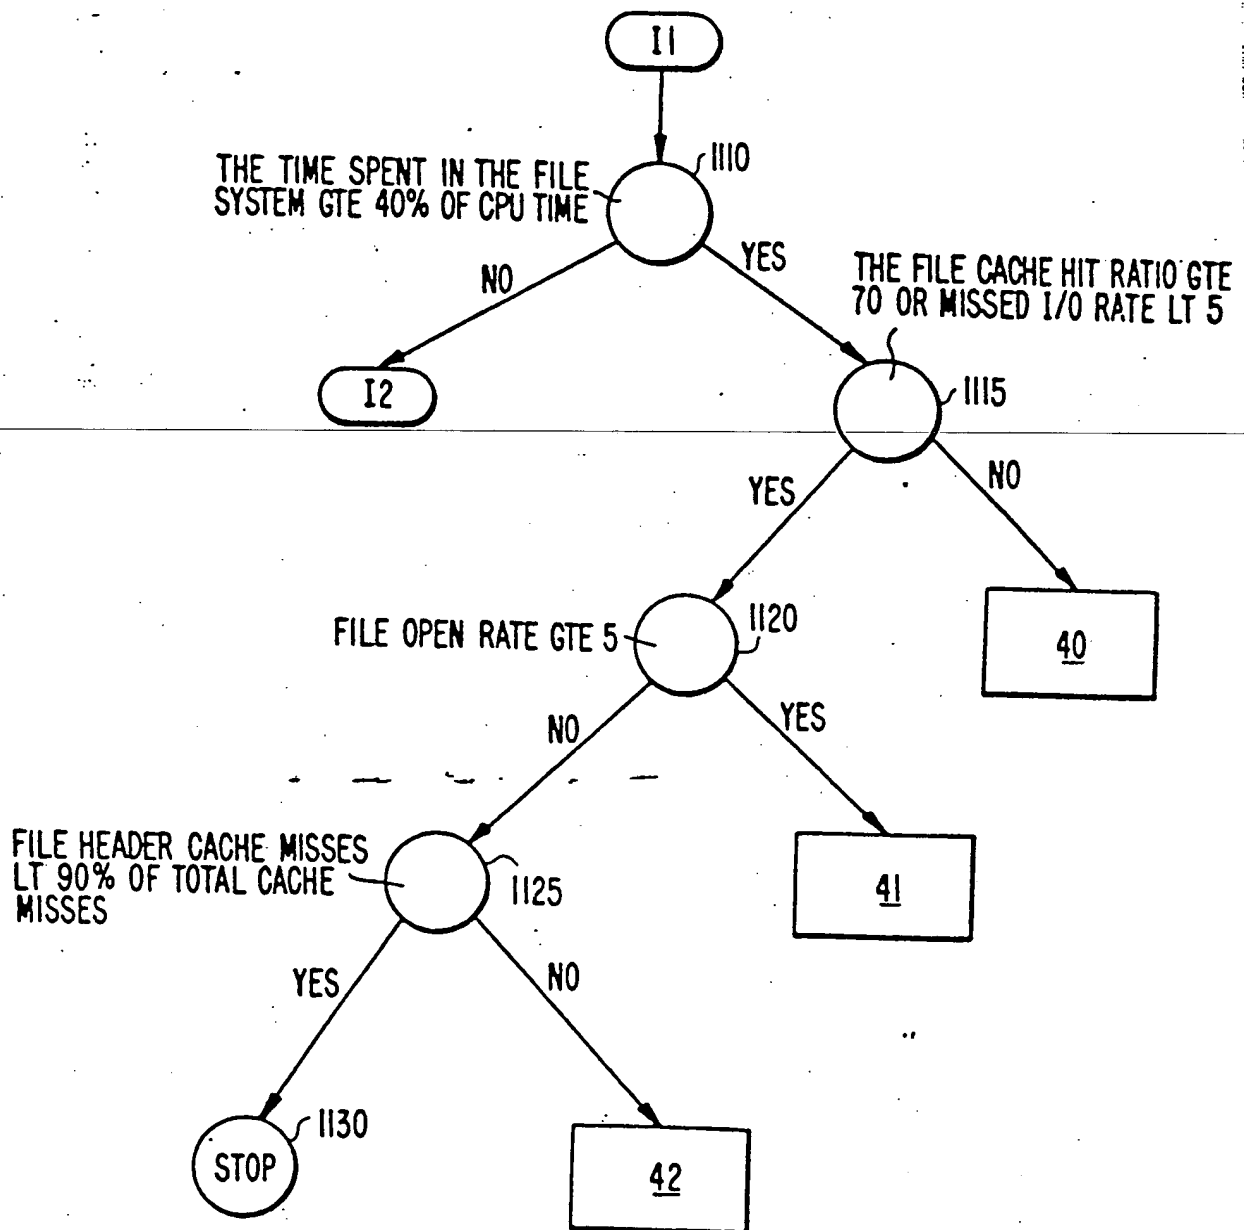 I1
1110
THE TIME SPENT IN THE FILE
SYSTEM GTE 40% OF CPU TIME
NO
YES
THE FILE CACHE HIT RATIO GTE
70 OR MISSED I/O RATE LT 5
I2
1115
YES
NO
FILE OPEN RATE GTE 5
1120
40
NO
YES
FILE HEADER CACHE MISSES
LT 90% OF TOTAL CACHE
MISSES
1125
41
YES
NO
1130
STOP
42